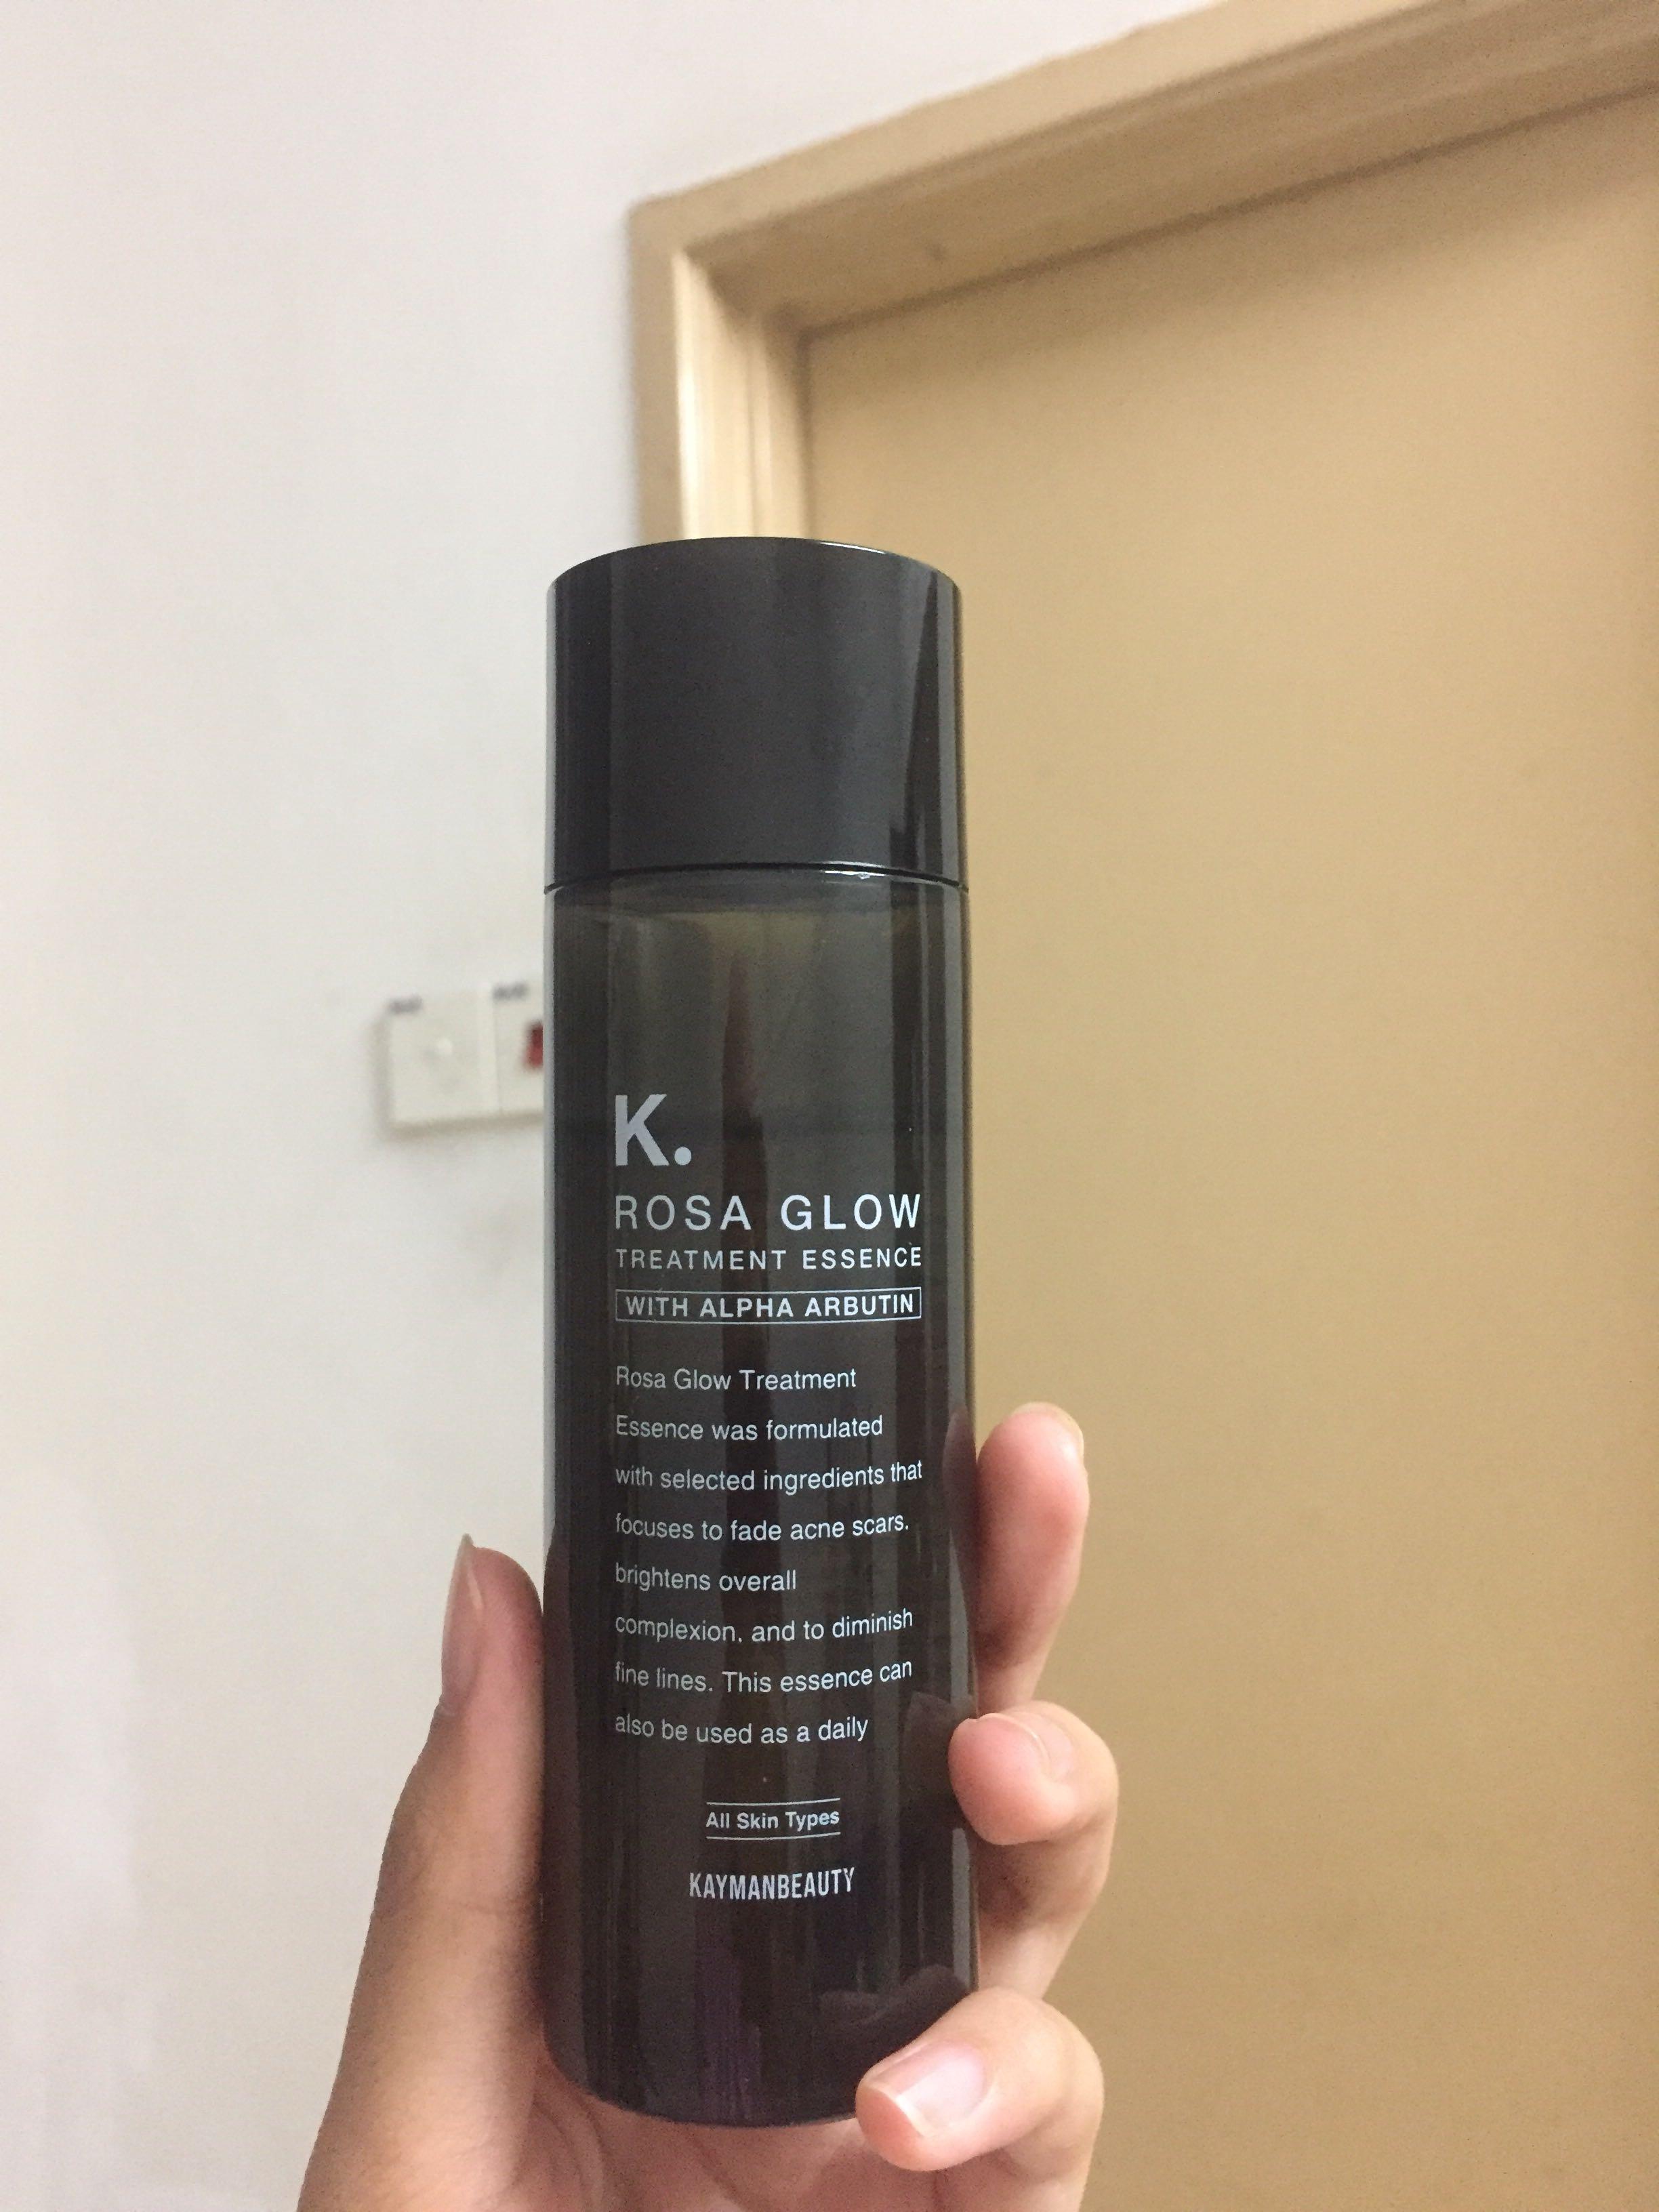 K.
ROSA GLOW
TREATMENT ESSENCE
WITH ALPHA ARBUTIN
Rosa Glow Treatment
Essence was formulated
with selected ingredients that
focuses to fade acne scars.
brightens overall
complexion, and to diminish
fine lines. This essence can
also be used as a daily
All Skin Types
KAYMANBEAUTY